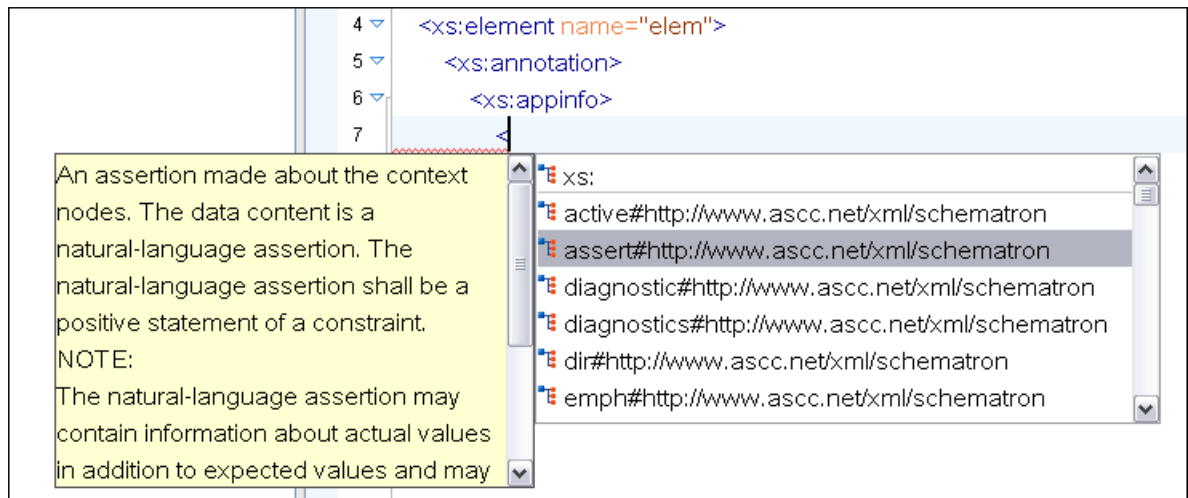 4 <xs:element name="elem">
5 <xs:annotation>
6 <xs:appinfo>
7 <
An assertion made about the context
nodes. The data content is a
natural-language assertion. The
natural-language assertion shall be a
positive statement of a constraint.
NOTE:
The natural-language assertion may
contain information about actual values
in addition to expected values and may
xs:
active#http://www.ascc.net/xml/schematron
assert#http://www.ascc.net/xml/schematron
diagnostic#http://www.ascc.net/xml/schematron
diagnostics#http://www.ascc.net/xml/schematron
dir#http://www.ascc.net/xml/schematron
emph#http://www.ascc.net/xml/schematron